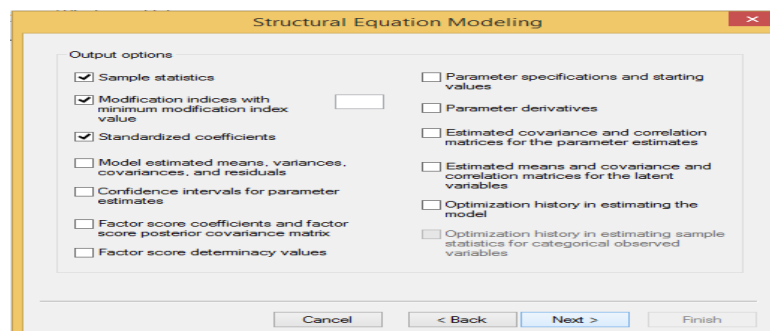 Structural Equation Modeling
Output options
Sample statistics
Modification indices with
minimum modification index
value
Standardized coefficients
Model estimated means, variances,
covariances, and residuals
Confidence intervals for parameter
estimates
Factor score coefficients and factor
score posterior covariance matrix
Factor score determinacy values
Parameter specifications and starting
values
Parameter derivatives
Estimated covariance and correlation
matrices for the parameter estimates
Estimated means and covariance and
correlation matrices for the latent
variables
Optimization history in estimating the
model
Optimization history in estimating sample
statistics for categorical observed
variables
Cancel
< Back
Next >
Finish